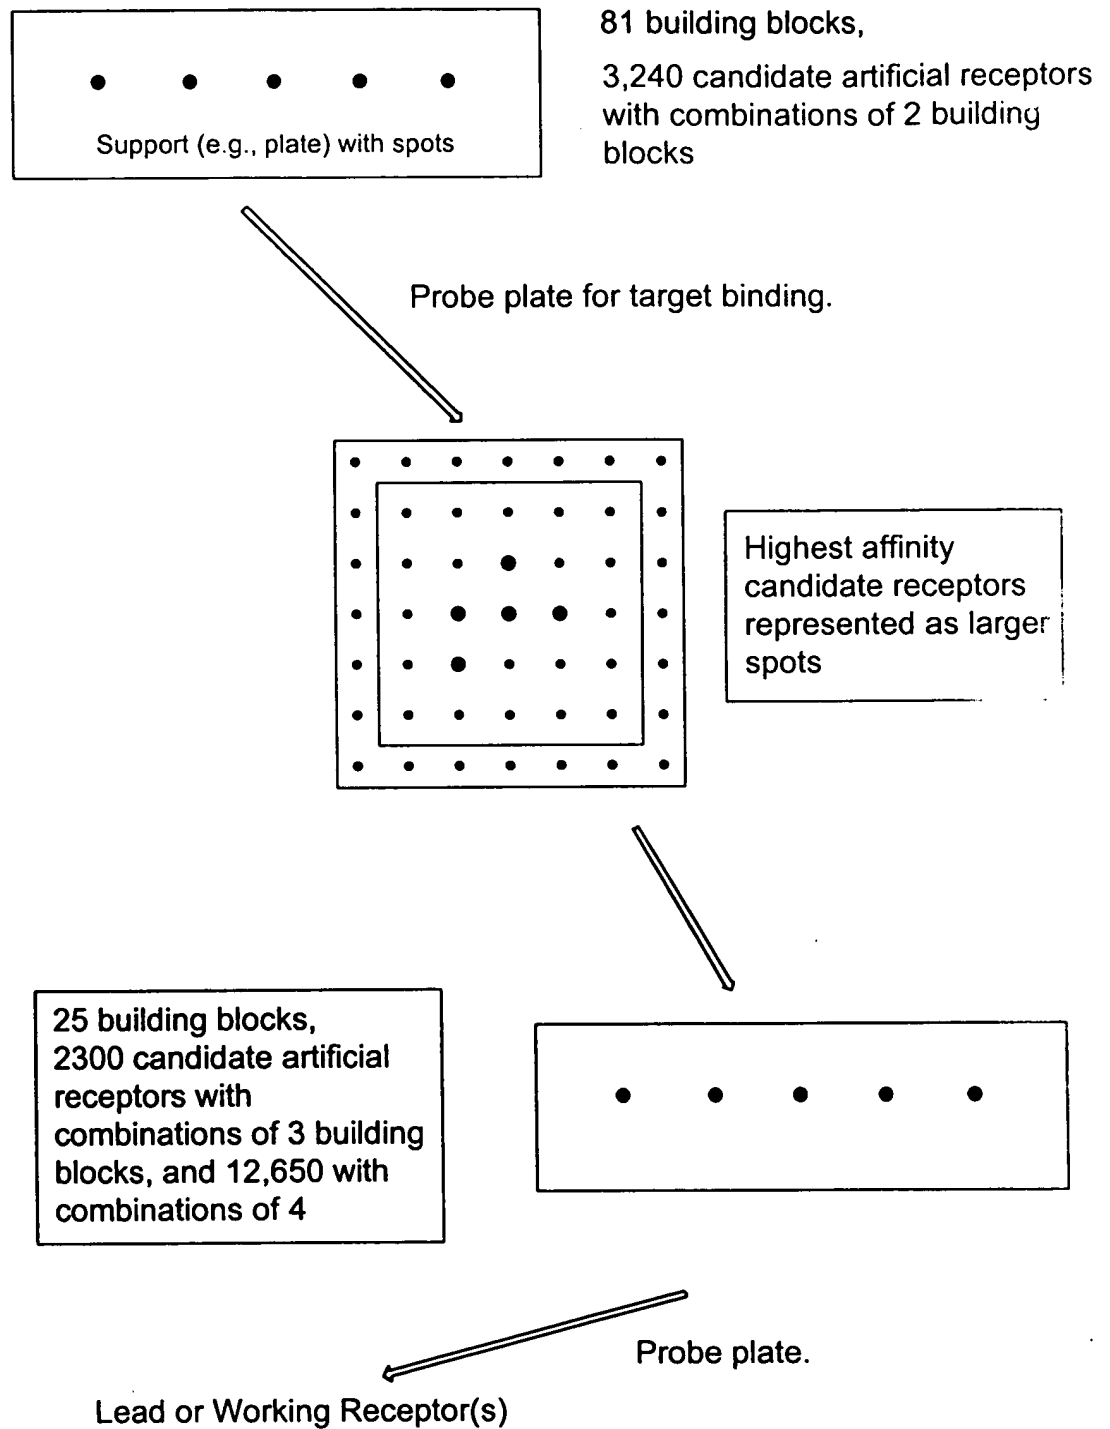 81 building blocks,
3,240 candidate artificial receptors
with combinations of 2 building
blocks
Support (e.g., plate) with spots
Probe plate for target binding.
Highest affinity
candidate receptors
represented as larger
spots
25 building blocks,
2300 candidate artificial
receptors with
combinations of 3 building
blocks, and 12,650 with
combinations of 4
Probe plate.
Lead or Working Receptor(s)